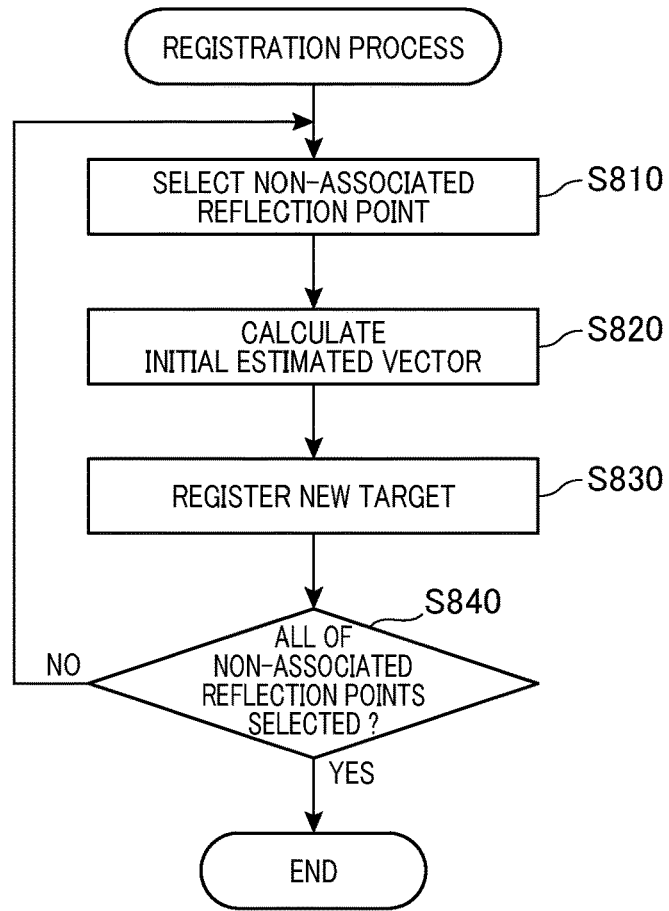 REGISTRATION PROCESS
SELECT NON-ASSOCIATED
REFLECTION POINT
S810
CALCULATE
INITIAL ESTIMATED VECTOR
S820
REGISTER NEW TARGET
S830
S840
ALL OF
NON-ASSOCIATED
REFLECTION POINTS
SELECTED ?
NO
YES
END